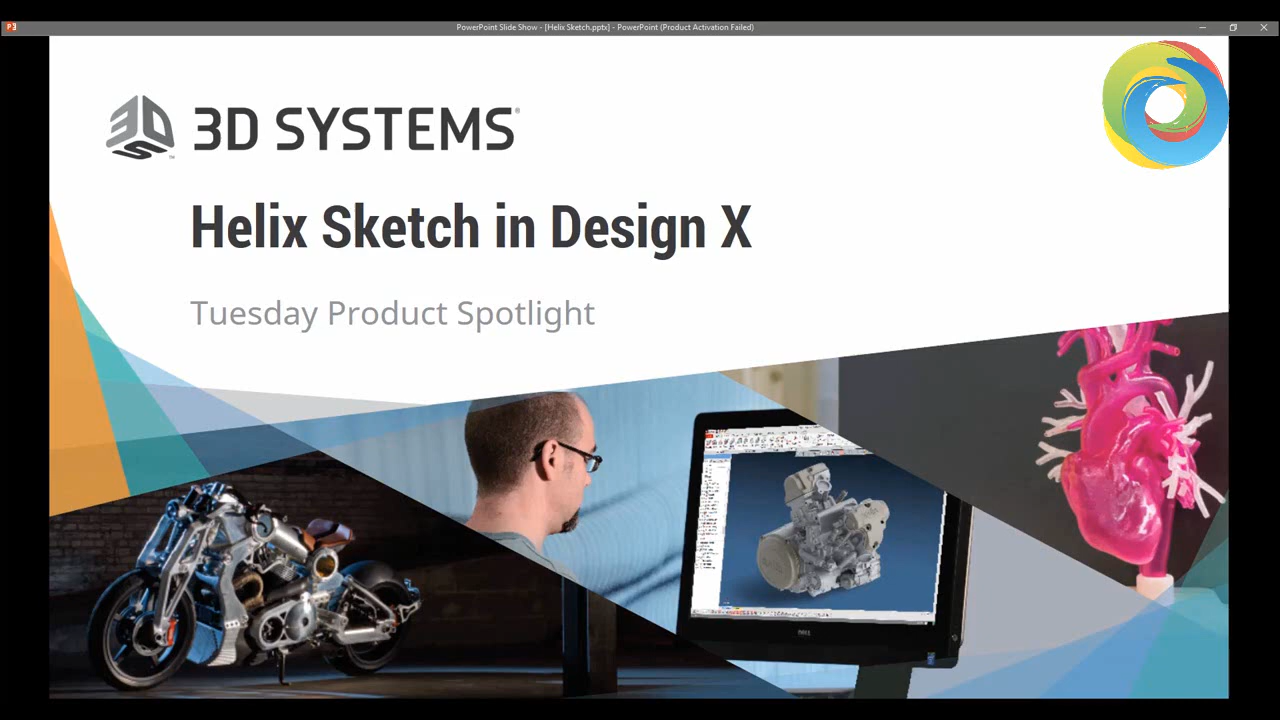 PowerPoint Slide Show - [Helix Sketch.pptx] - PowerPoint (Product Activation Failed)
3D SYSTEMS®
Helix Sketch in Design X
Tuesday Product Spotlight
DELL